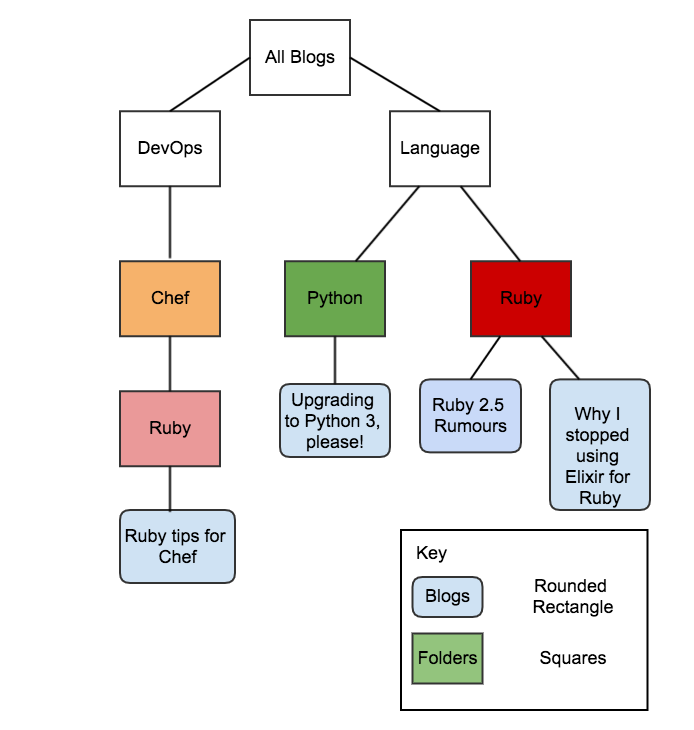 All Blogs
DevOps
Language
Chef
Python
Ruby
Ruby
Upgrading
to Python 3,
please!
Ruby 2.5
Rumours
Why I
stopped
using
Elixir for
Ruby
Ruby tips for
Chef
Key
Blogs
Rounded
Rectangle
Folders
Squares